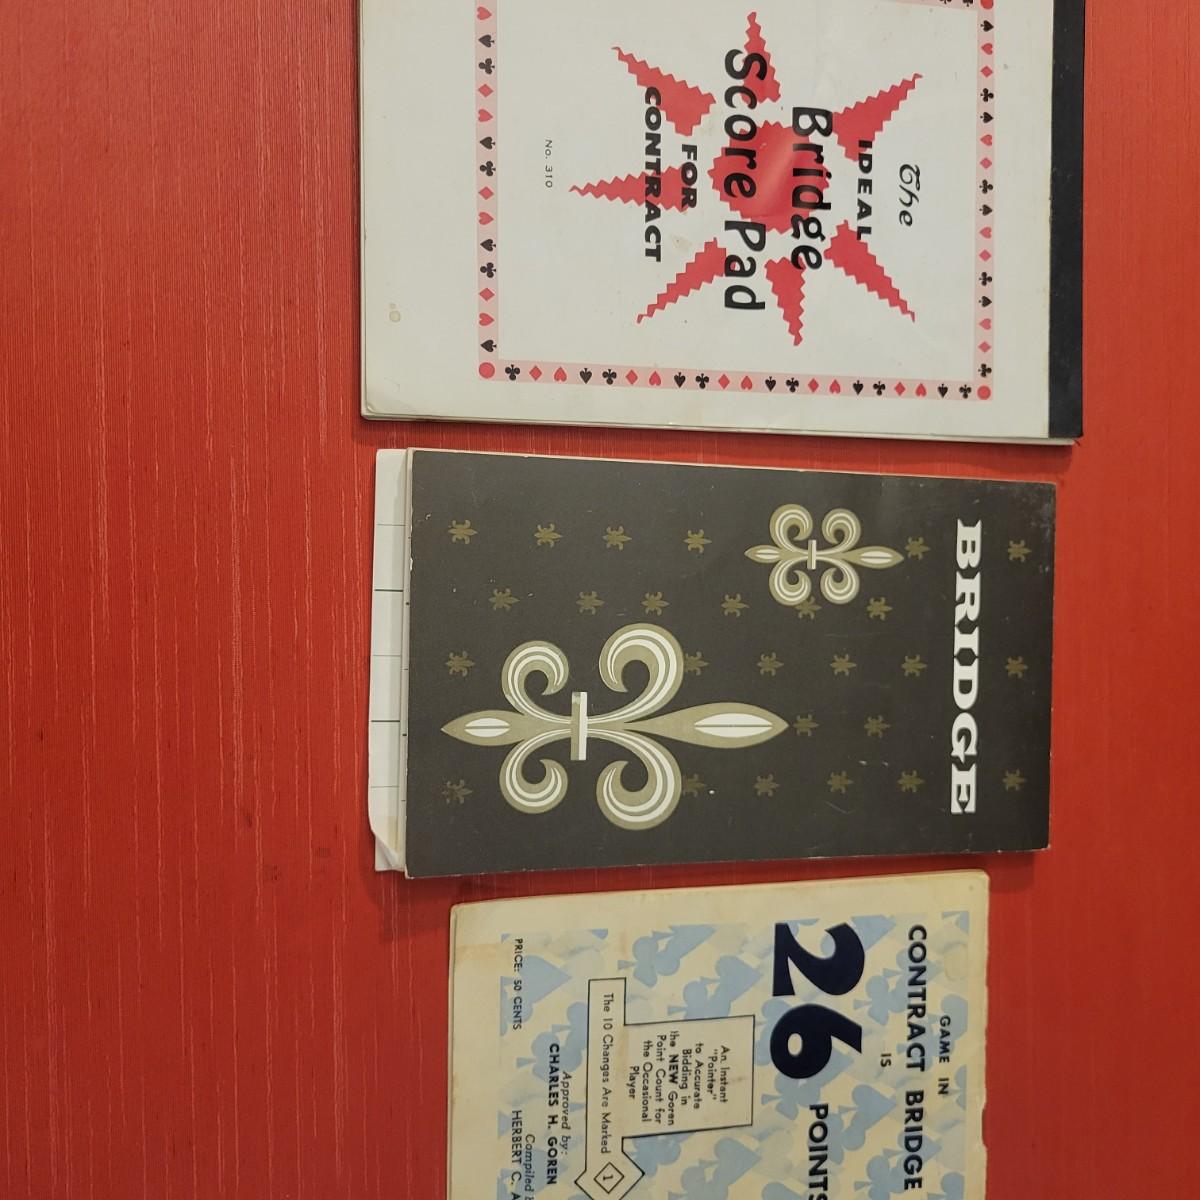 The
IDEAL
Bridge
Score Pad
FOR
CONTRACT
No. 310
BRIDGE
GAME IN
CONTRACT BRIDGE
IS
26 POINTS
An Instant
"Pointer"
to Accurate
Bidding in
the NEW Goren
Point Count for
the Occasional
Player
The 10 Changes Are Marked 1
Approved by:
CHARLES H. GOREN
Compiled
HERBERT C.
PRICE: 50 CENTS